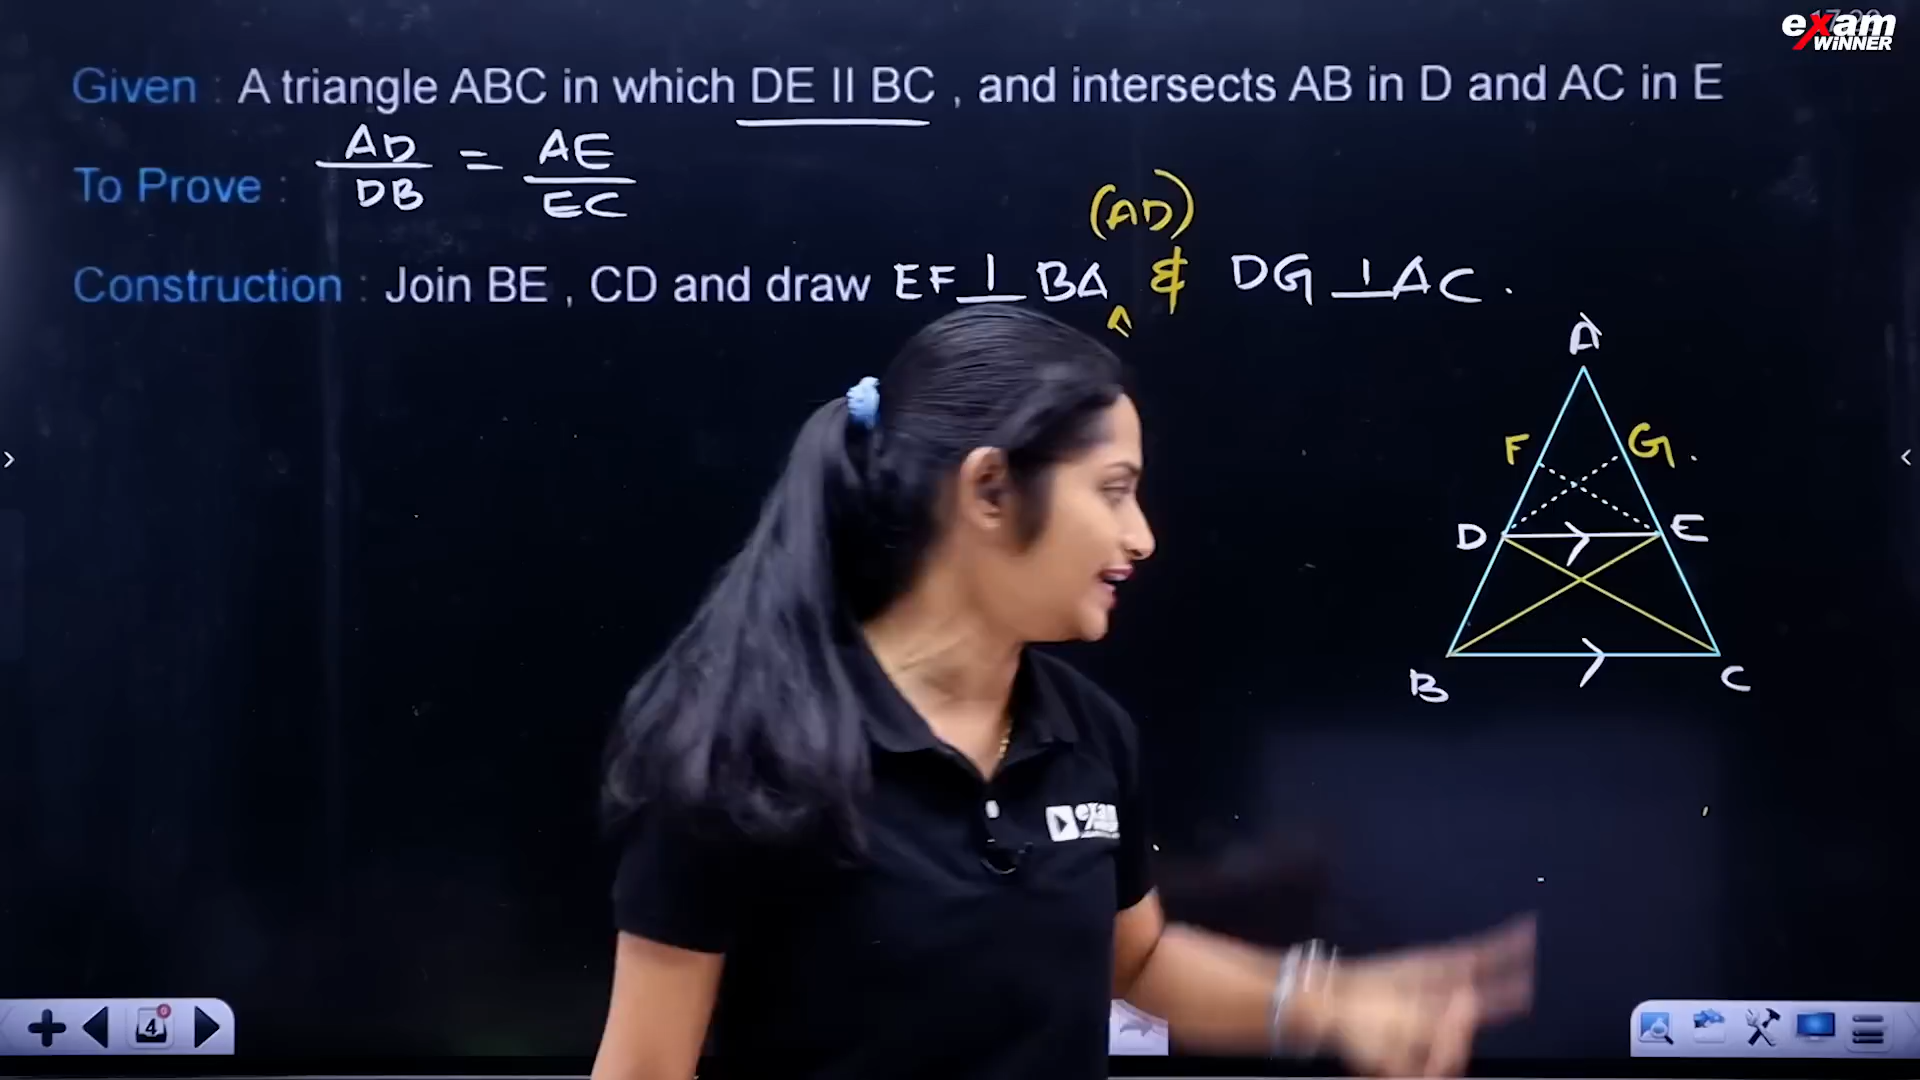 exam
WINNER
Given : A triangle ABC in which DE II BC , and intersects AB in D and AC in E
To Prove : AD/DB = AE/EC
(AD)
Construction : Join BE , CD and draw EF ⊥ BA & DG ⊥ AC .
A
F G .
D E
B C
exam
4